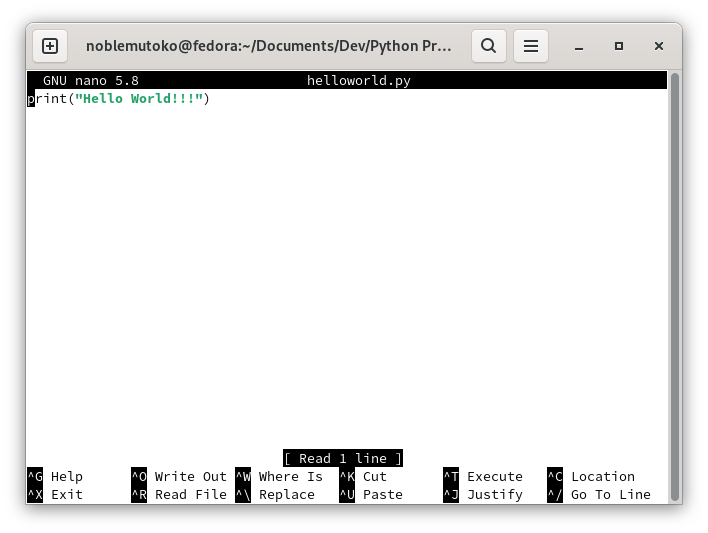 noblemutoko@fedora:~/Documents/Dev/Python Pr...
GNU nano 5.8 helloworld.py
print("Hello World!!!")
[ Read 1 line ]
^G Help ^O Write Out ^W Where Is ^K Cut ^T Execute ^C Location
^X Exit ^R Read File ^\ Replace ^U Paste ^J Justify ^/ Go To Line